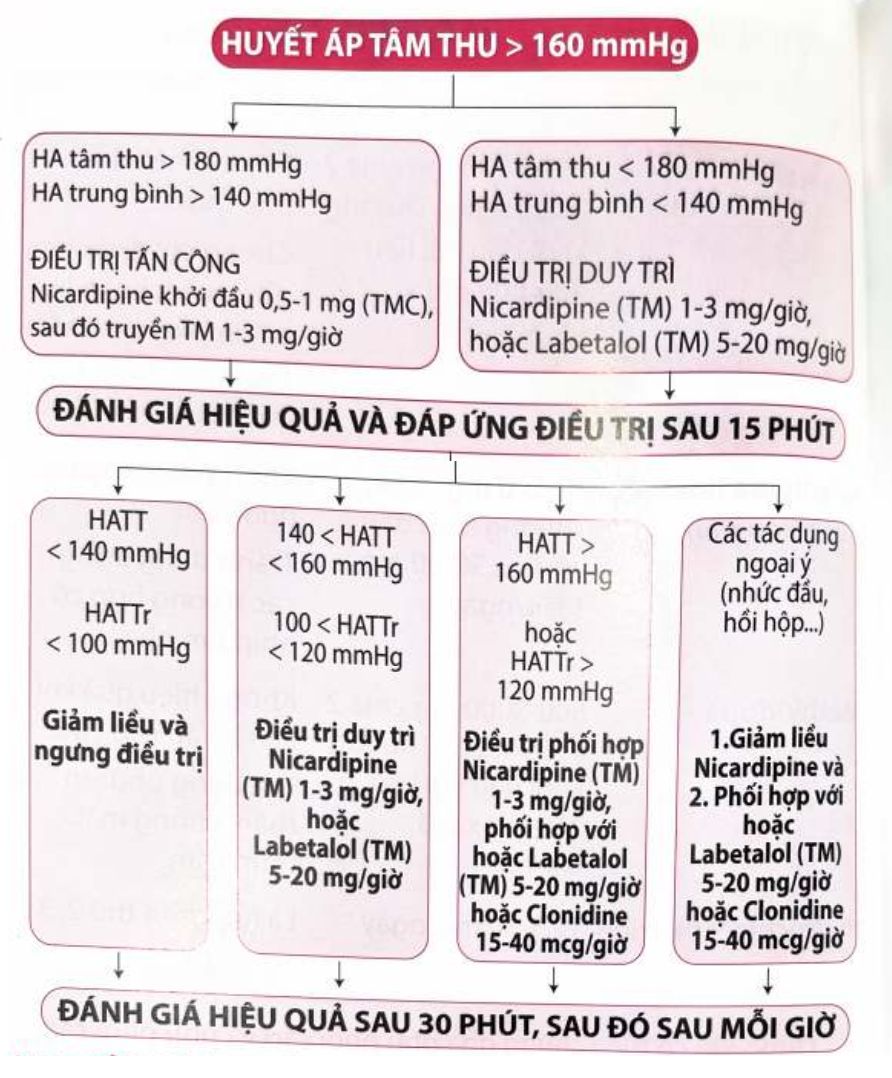 HUYẾT ÁP TÂM THU > 160 mmHg
HA tâm thu > 180 mmHg
HA trung bình > 140 mmHg
ĐIỀU TRỊ TẤN CÔNG
Nicardipine khởi đầu 0,5-1 mg (TMC),
sau đó truyền TM 1-3 mg/giờ
HA tâm thu < 180 mmHg
HA trung bình < 140 mmHg
ĐIỀU TRỊ DUY TRÌ
Nicardipine (TM) 1-3 mg/giờ,
hoặc Labetalol (TM) 5-20 mg/giờ
ĐÁNH GIÁ HIỆU QUẢ VÀ ĐÁP ỨNG ĐIỀU TRỊ SAU 15 PHÚT
HATT
< 140 mmHg
HATTr
< 100 mmHg
Giảm liều và
ngưng điều trị
140 < HATT
< 160 mmHg
100 < HATTr
< 120 mmHg
Điều trị duy trì
Nicardipine
(TM) 1-3 mg/giờ,
hoặc
Labetalol (TM)
5-20 mg/giờ
HATT >
160 mmHg
hoặc
HATTr >
120 mmHg
Điều trị phối hợp
Nicardipine (TM)
1-3 mg/giờ,
phối hợp với
hoặc Labetalol
(TM) 5-20 mg/giờ
hoặc Clonidine
15-40 mcg/giờ
Các tác dụng
ngoại ý
(nhức đầu,
hồi hộp...)
1.Giảm liều
Nicardipine và
2. Phối hợp với
hoặc
Labetalol (TM)
5-20 mg/giờ
hoặc Clonidine
15-40 mcg/giờ
ĐÁNH GIÁ HIỆU QUẢ SAU 30 PHÚT, SAU ĐÓ SAU MỖI GIỜ